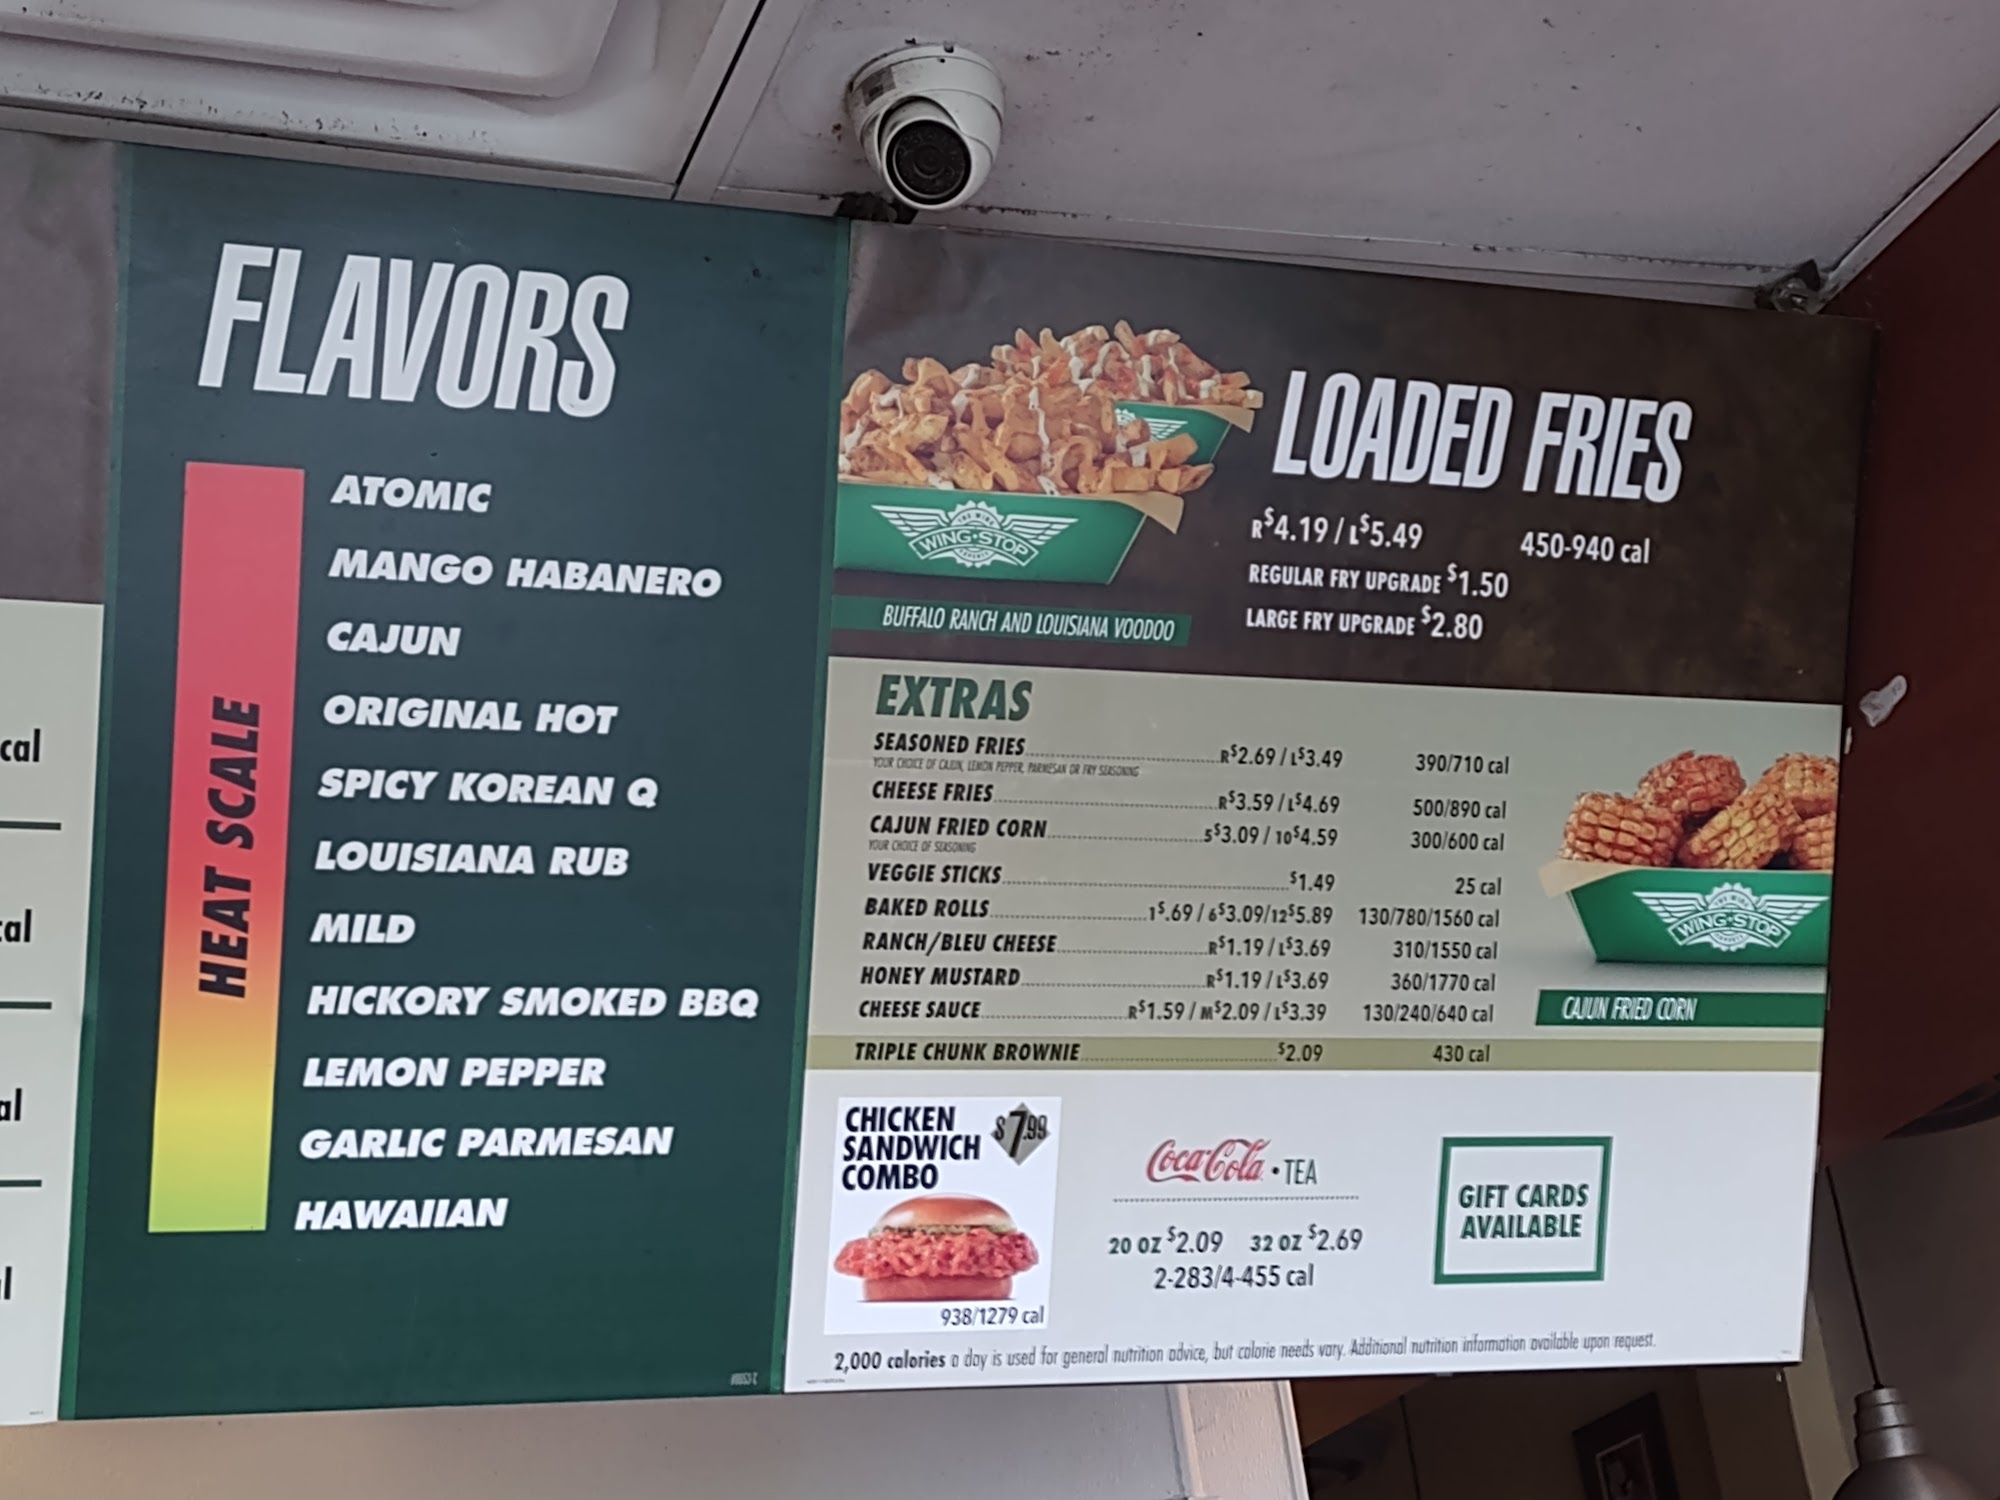 cal
cal
al
l
FLAVORS
HEAT SCALE
ATOMIC
MANGO HABANERO
CAJUN
ORIGINAL HOT
SPICY KOREAN Q
LOUISIANA RUB
MILD
HICKORY SMOKED BBQ
LEMON PEPPER
GARLIC PARMESAN
HAWAIIAN
WING·STOP
BUFFALO RANCH AND LOUISIANA VOODOO
LOADED FRIES
R$4.19 / L$5.49 450-940 cal
REGULAR FRY UPGRADE $1.50
LARGE FRY UPGRADE $2.80
EXTRAS
SEASONED FRIES R$2.69 / L$3.49 390/710 cal
YOUR CHOICE OF CAJUN, LEMON PEPPER, PARMESAN OR FRY SEASONING
CHEESE FRIES R$3.59 / L$4.69 500/890 cal
CAJUN FRIED CORN 5$3.09 / 10$4.59 300/600 cal
YOUR CHOICE OF SEASONING
VEGGIE STICKS $1.49 25 cal
BAKED ROLLS 1$.69 / 6$3.09/12$5.89 130/780/1560 cal
RANCH/BLEU CHEESE R$1.19 / L$3.69 310/1550 cal
HONEY MUSTARD R$1.19 / L$3.69 360/1770 cal
CHEESE SAUCE R$1.59 / M$2.09 / L$3.39 130/240/640 cal
TRIPLE CHUNK BROWNIE $2.09 430 cal
THE WING
WING·STOP
CAJUN FRIED CORN
CHICKEN
SANDWICH
COMBO
$7.99
938/1279 cal
Coca-Cola · TEA
20 OZ $2.09 32 OZ $2.69
2-283/4-455 cal
GIFT CARDS
AVAILABLE
2,000 calories a day is used for general nutrition advice, but calorie needs vary. Additional nutrition information available upon request.